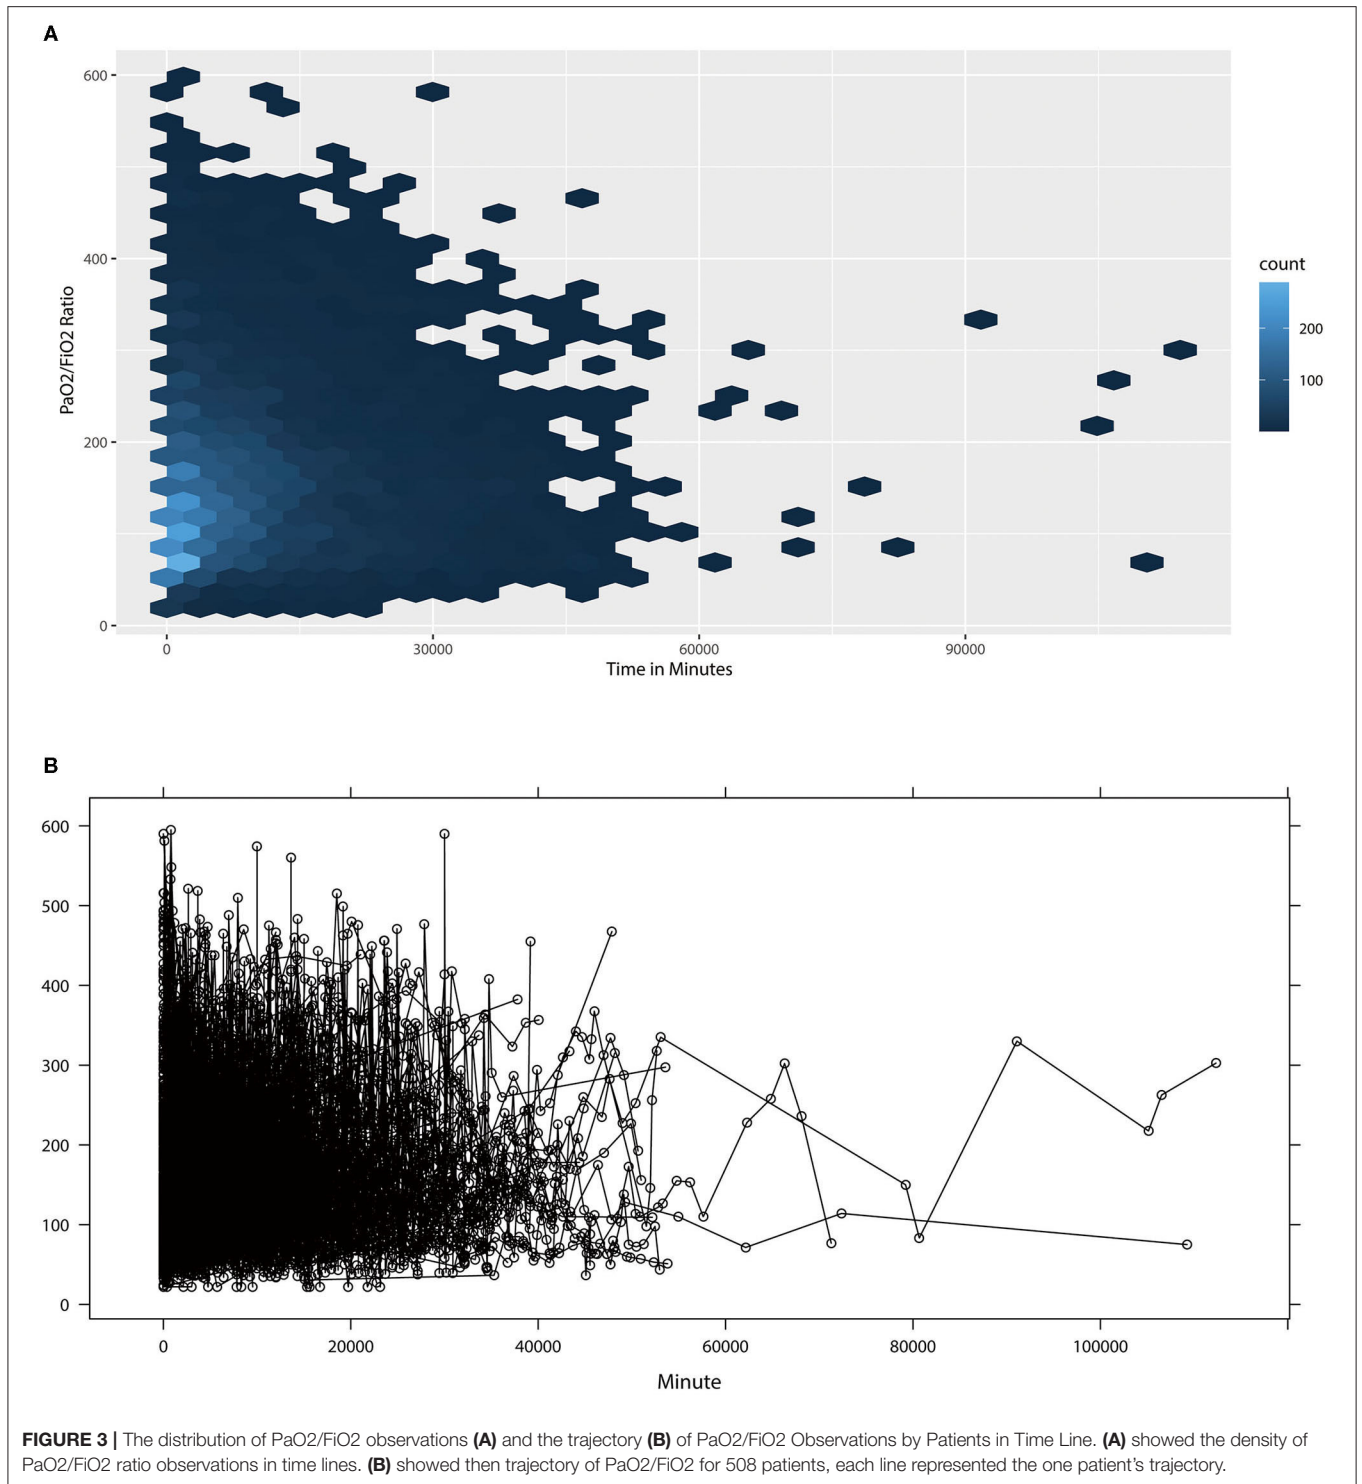 A
600
400
200
0
PaO2/FiO2 Ratio
0 30000 60000 90000
Time in Minutes
count
200
100
B
600
500
400
300
200
100
0
0 20000 40000 60000 80000 100000
Minute
FIGURE 3 | The distribution of PaO2/FiO2 observations (A) and the trajectory (B) of PaO2/FiO2 Observations by Patients in Time Line. (A) showed the density of
PaO2/FiO2 ratio observations in time lines. (B) showed then trajectory of PaO2/FiO2 for 508 patients, each line represented the one patient's trajectory.